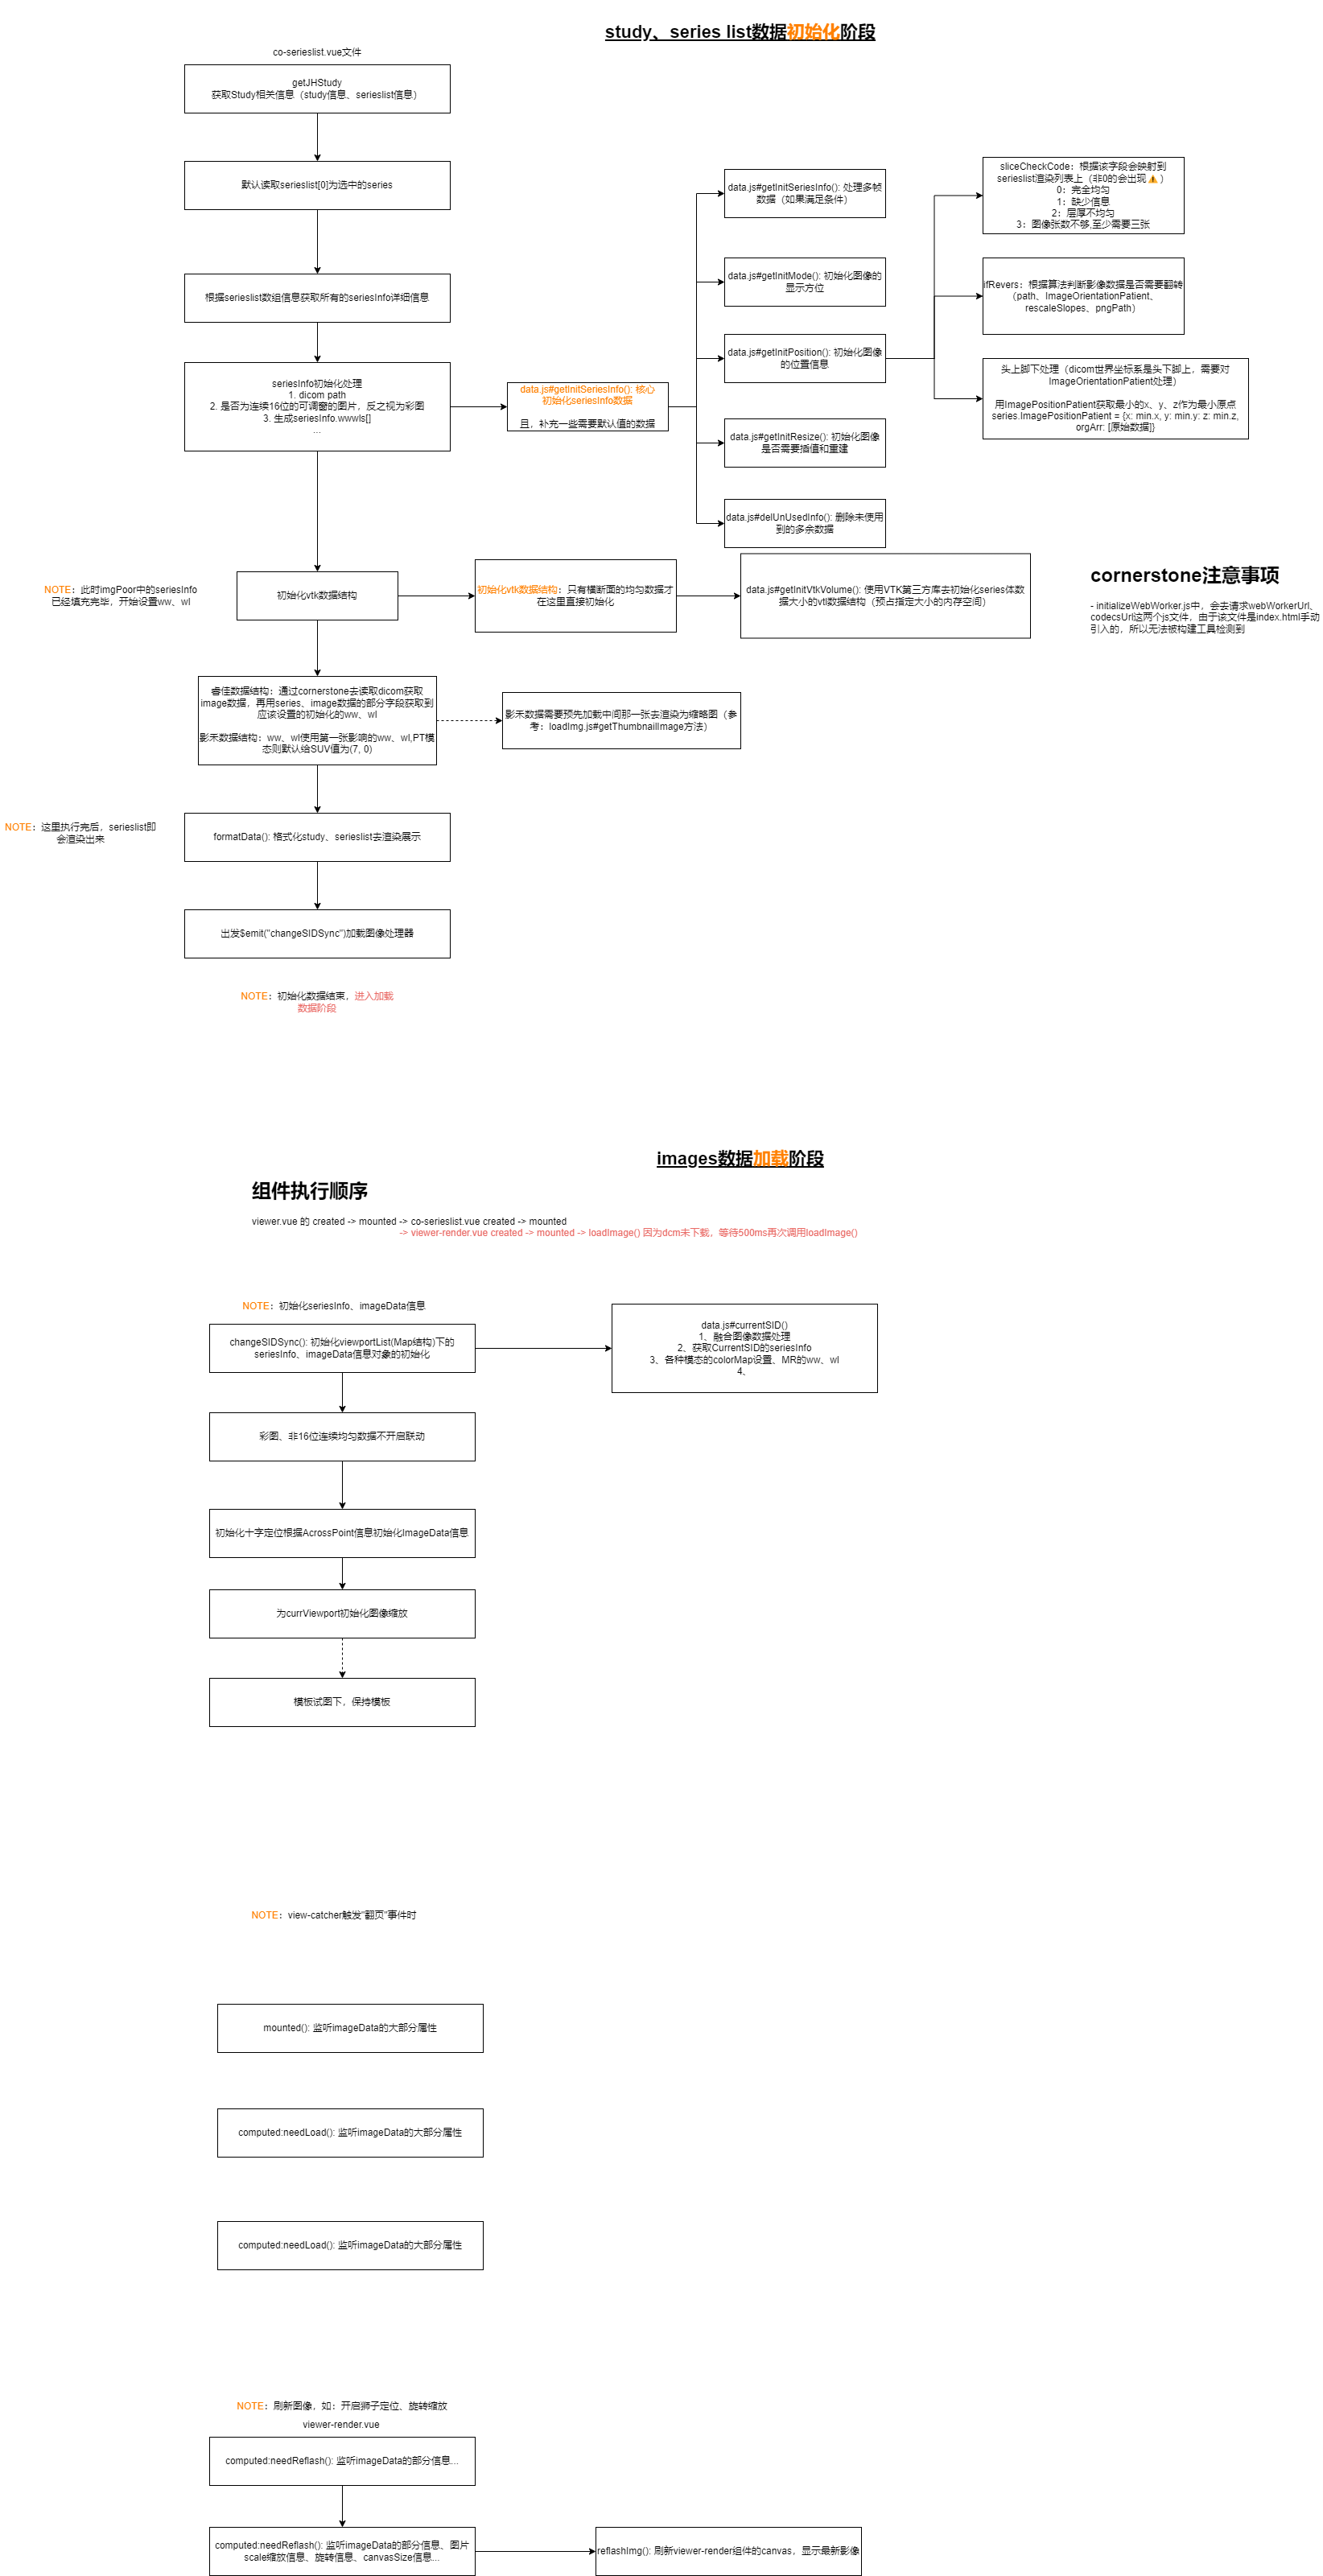 study、series list数据初始化阶段
co-serieslist.vue文件
getJHStudy
获取Study相关信息（study信息、serieslist信息）
默认读取serieslist[0]为选中的series
根据serieslist数组信息获取所有的seriesInfo详细信息
seriesInfo初始化处理
1. dicom path
2. 是否为连续16位的可调窗的图片，反之视为彩图
3. 生成seriesInfo.wwwls[]
...
data.js#getInitSeriesInfo(): 核心
初始化seriesInfo数据
且，补充一些需要默认值的数据
data.js#getInitSeriesInfo(): 处理多帧
数据（如果满足条件）
data.js#getInitMode(): 初始化图像的
显示方位
data.js#getInitPosition(): 初始化图像
的位置信息
data.js#getInitResize(): 初始化图像
是否需要插值和重建
data.js#delUnUsedInfo(): 删除未使用
到的多余数据
sliceCheckCode：根据该字段会映射到
serieslist渲染列表上（非0的会出现⚠️）
0：完全均匀
1：缺少信息
2：层厚不均匀
3：图像张数不够,至少需要三张
ifRevers：根据算法判断影像数据是否需要翻转
（path、ImageOrientationPatient、
rescaleSlopes、pngPath）
头上脚下处理（dicom世界坐标系是头下脚上，需要对
ImageOrientationPatient处理）
用ImagePositionPatient获取最小的x、y、z作为最小原点
series.ImagePositionPatient = {x: min.x, y: min.y: z: min.z,
orgArr: [原始数据]}
NOTE：此时imgPoor中的seriesInfo
已经填充完毕，开始设置ww、wl
初始化vtk数据结构
初始化vtk数据结构：只有横断面的均匀数据才
在这里直接初始化
data.js#getInitVtkVolume(): 使用VTK第三方库去初始化series体数
据大小的vtl数据结构（预占指定大小的内存空间）
cornerstone注意事项
- initializeWebWorker.js中，会去请求webWorkerUrl、
codecsUrl这两个js文件，由于该文件是index.html手动
引入的，所以无法被构建工具检测到
睿佳数据结构：通过cornerstone去读取dicom获取
image数据，再用series、image数据的部分字段获取到
应该设置的初始化的ww、wl
影禾数据结构：ww、wl使用第一张影响的ww、wl,PT模
态则默认给SUV值为(7, 0)
影禾数据需要预先加载中间那一张去渲染为缩略图（参
考：loadImg.js#getThumbnailImage方法）
NOTE：这里执行完后，serieslist即
会渲染出来
formatData(): 格式化study、serieslist去渲染展示
出发$emit("changeSIDSync")加载图像处理器
NOTE：初始化数据结束，进入加载
数据阶段
images数据加载阶段
组件执行顺序
viewer.vue 的 created -> mounted -> co-serieslist.vue created -> mounted
-> viewer-render.vue created -> mounted -> loadImage() 因为dcm未下载，等待500ms再次调用loadImage()
NOTE：初始化seriesInfo、imageData信息
changeSIDSync(): 初始化viewportList(Map结构)下的
seriesInfo、imageData信息对象的初始化
data.js#currentSID()
1、融合图像数据处理
2、获取CurrentSID的seriesInfo
3、各种模态的colorMap设置、MR的ww、wl
4、
彩图、非16位连续均匀数据不开启联动
初始化十字定位根据AcrossPoint信息初始化ImageData信息
为currViewport初始化图像缩放
模板试图下，保持模板
NOTE：view-catcher触发"翻页"事件时
mounted(): 监听imageData的大部分属性
computed:needLoad(): 监听imageData的大部分属性
computed:needLoad(): 监听imageData的大部分属性
NOTE：刷新图像，如：开启狮子定位、旋转缩放
viewer-render.vue
computed:needReflash(): 监听imageData的部分信息...
computed:needReflash(): 监听imageData的部分信息、图片
scale缩放信息、旋转信息、canvasSize信息...
reflashImg(): 刷新viewer-render组件的canvas，显示最新影像